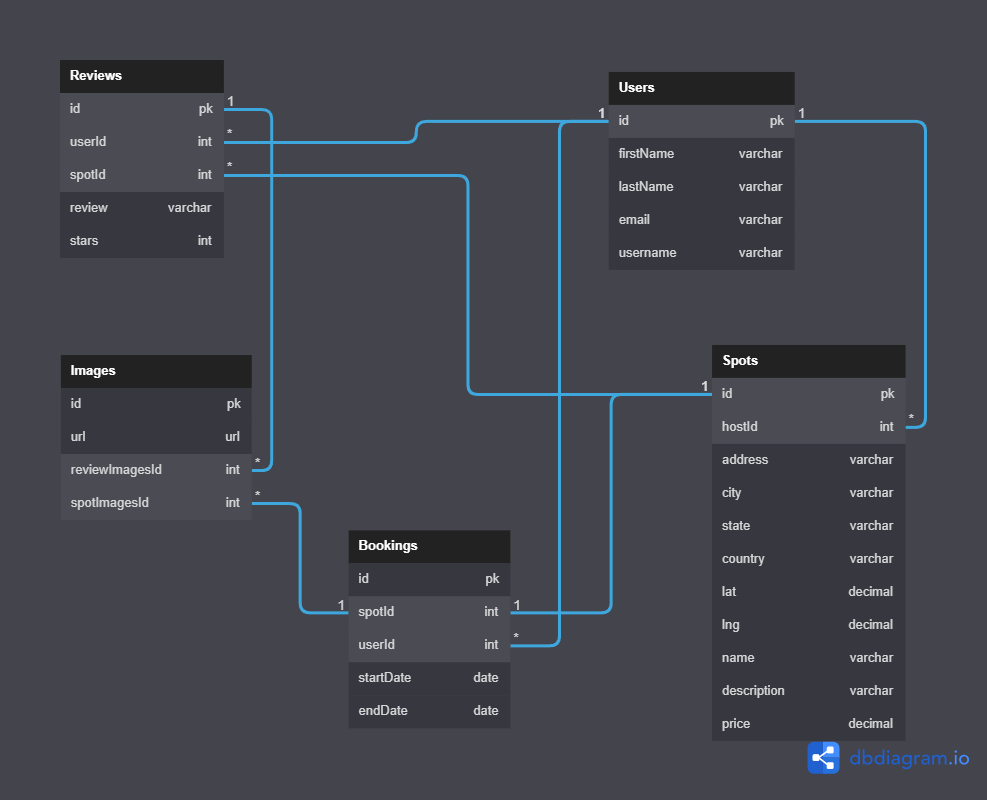 Reviews
id pk 1
userId int *
spotId int *
review varchar
stars int
Users
1 id pk 1
firstName varchar
lastName varchar
email varchar
username varchar
Images
id pk
url url
reviewImagesId int *
spotImagesId int *
Spots
1 id pk
hostId int *
address varchar
city varchar
state varchar
country varchar
lat decimal
lng decimal
name varchar
description varchar
price decimal
Bookings
id pk
1 spotId int 1
userId int *
startDate date
endDate date
dbdiagram.io